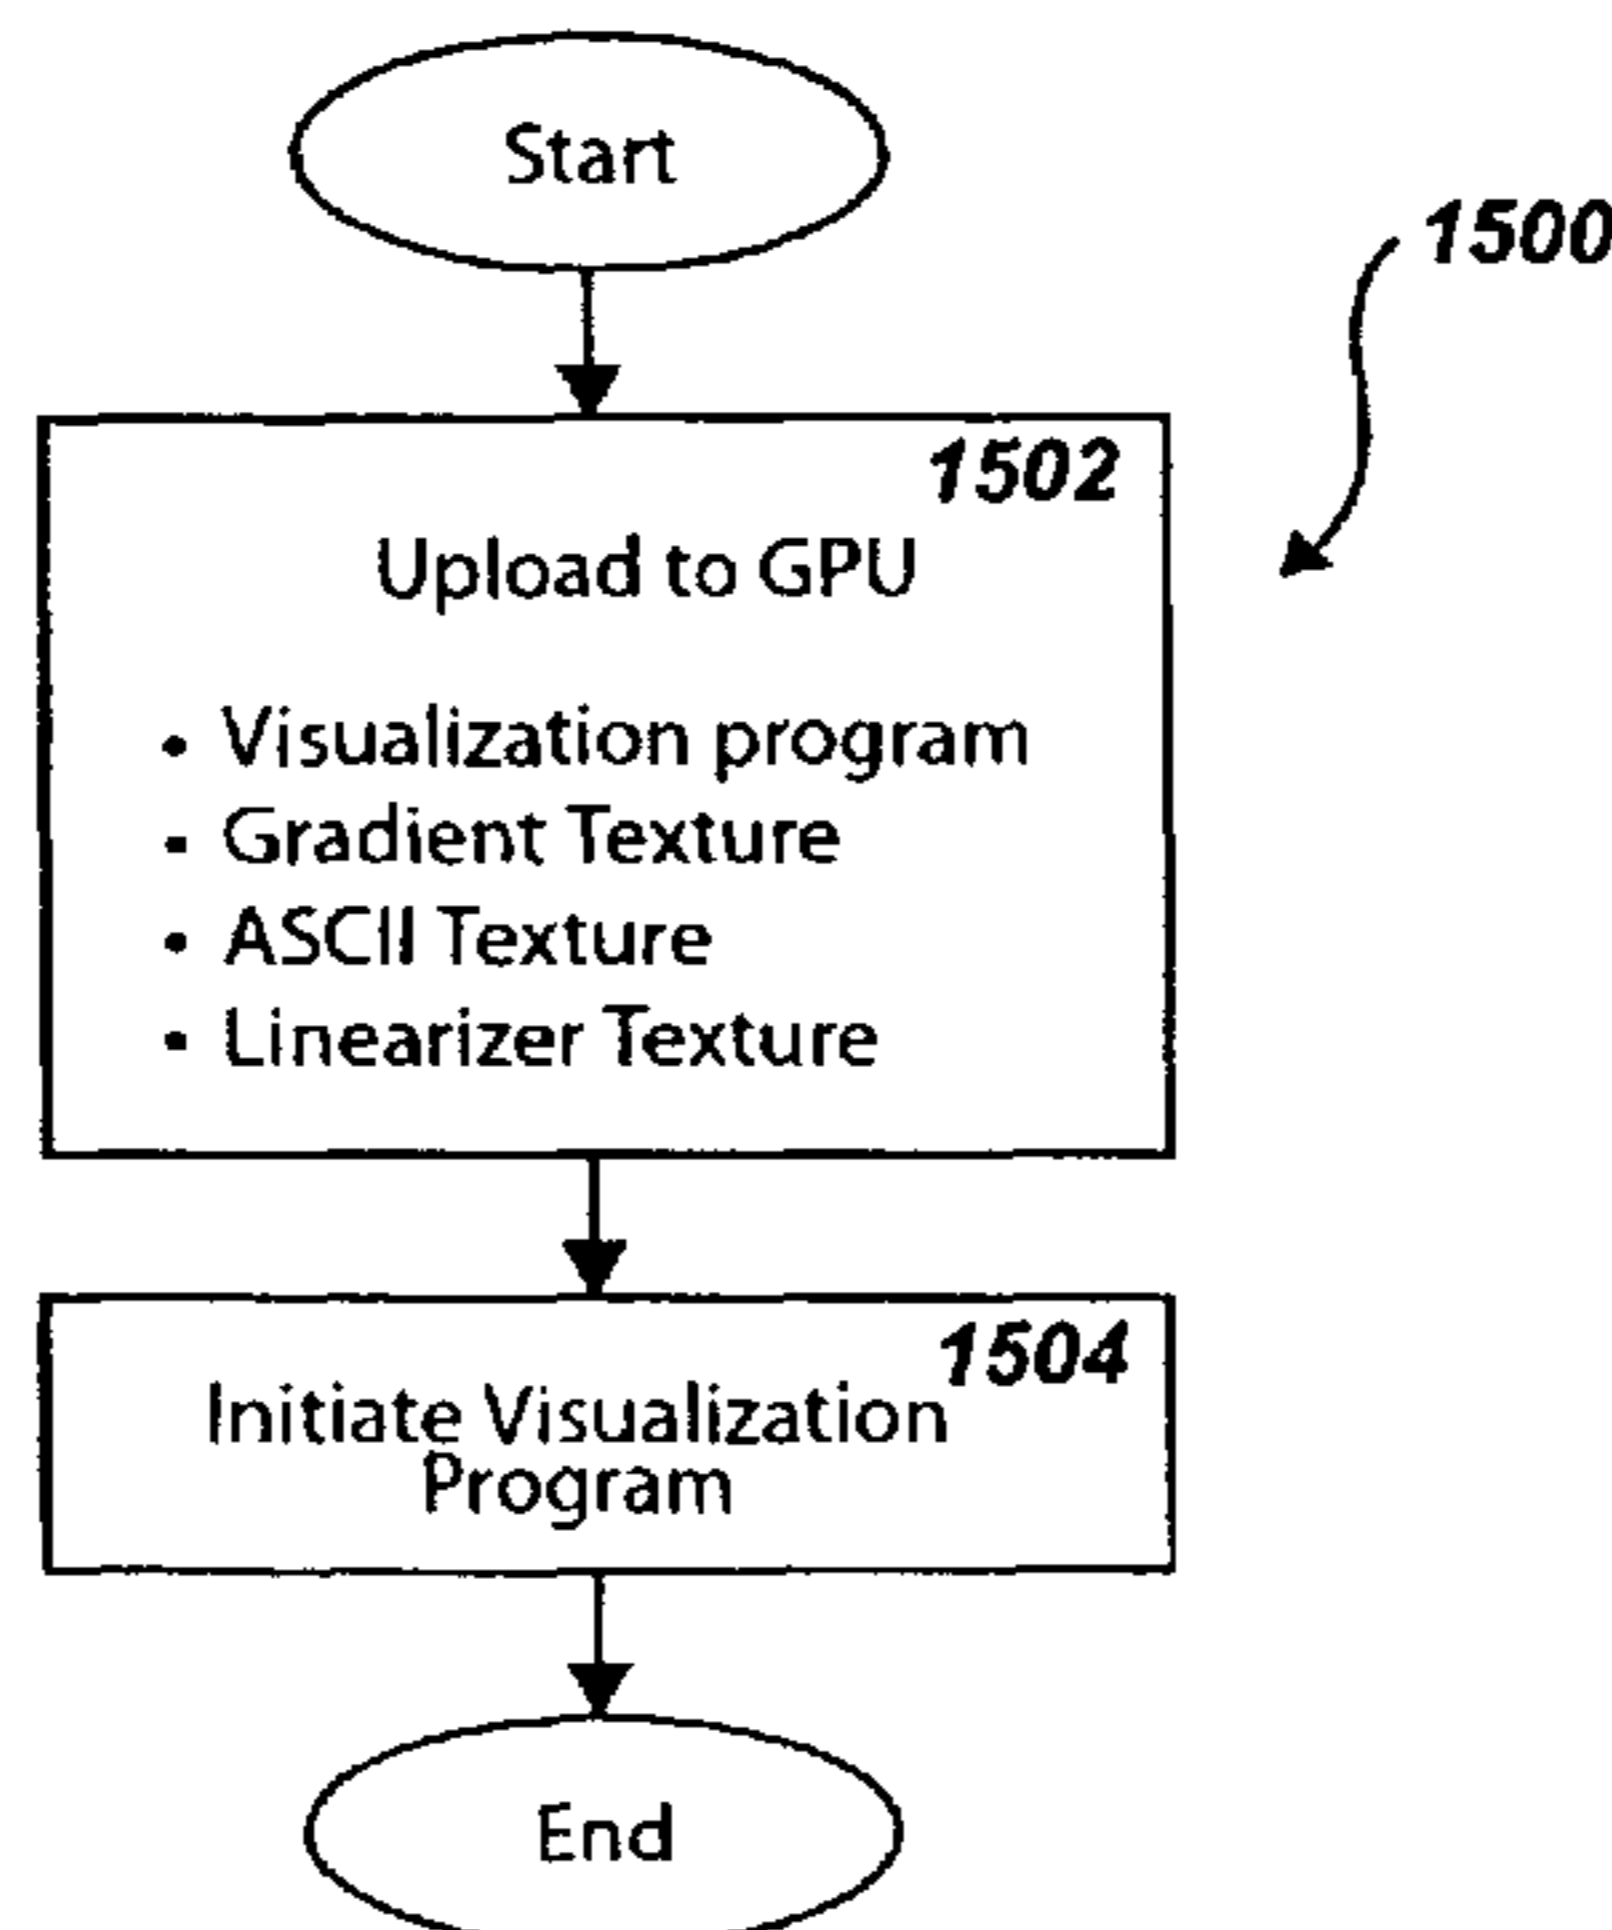 Start
1500
1502
Upload to GPU
• Visualization program
• Gradient Texture
• ASCII Texture
• Linearizer Texture
1504
Initiate Visualization
Program
End